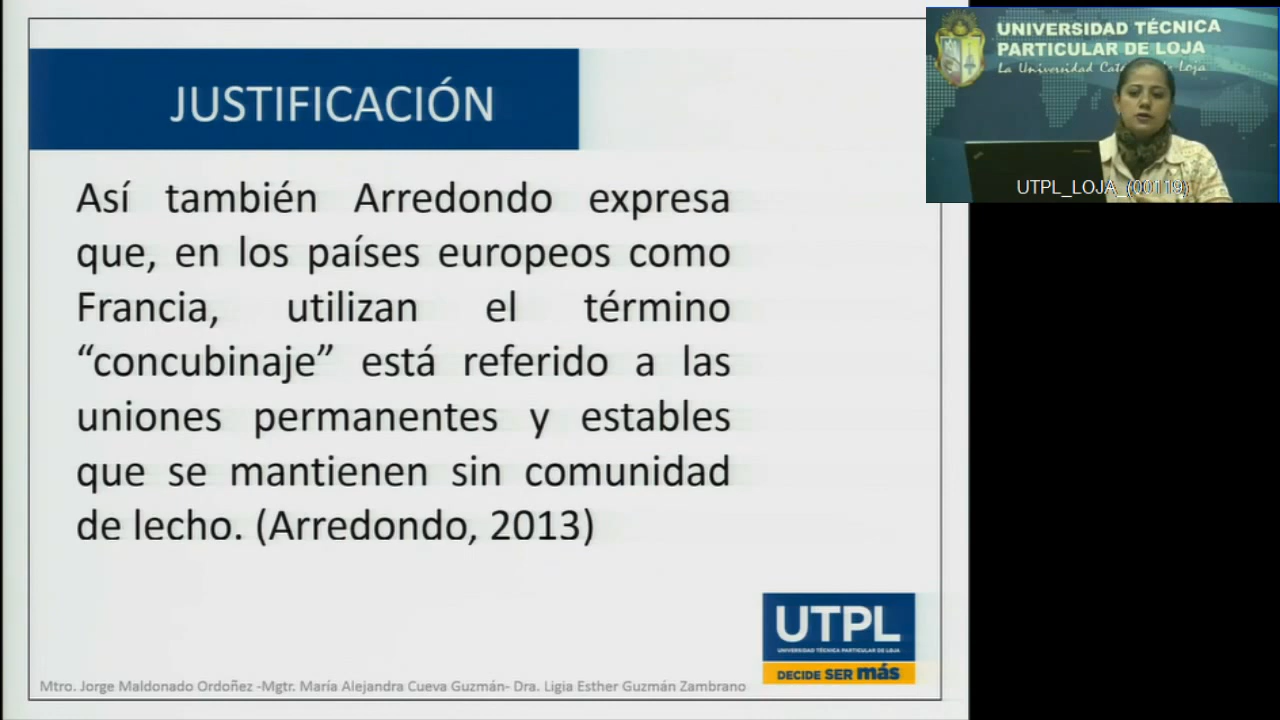 JUSTIFICACIÓN
Así también Arredondo expresa
que, en los países europeos como
Francia, utilizan el término
“concubinaje” está referido a las
uniones permanentes y estables
que se mantienen sin comunidad
de lecho. (Arredondo, 2013)
UTPL
UNIVERSIDAD TÉCNICA PARTICULAR DE LOJA
DECIDE SER más
Mtro. Jorge Maldonado Ordoñez -Mgtr. María Alejandra Cueva Guzmán- Dra. Ligia Esther Guzmán Zambrano
UNIVERSIDAD TÉCNICA
PARTICULAR DE LOJA
La Universidad de Loja
UTPL_LOJA_(00119)